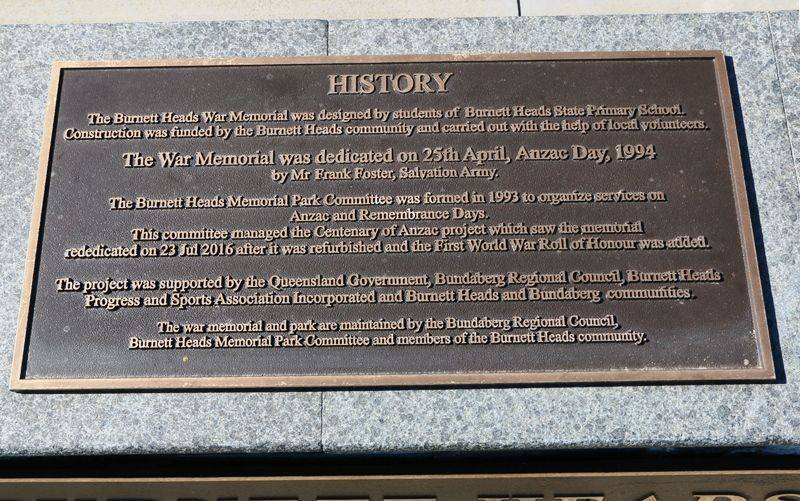 HISTORY
The Burnett Heads War Memorial was designed by students of Burnett Heads State Primary School.
Construction was funded by the Burnett Heads community and carried out with the help of local volunteers.
The War Memorial was dedicated on 25th April, Anzac Day, 1994
by Mr Frank Foster, Salvation Army.
The Burnett Heads Memorial Park Committee was formed in 1993 to organize services on
Anzac and Remembrance Days.
This committee managed the Centenary of Anzac project which saw the memorial
rededicated on 23 Jul 2016 after it was refurbished and the First World War Roll of Honour was added.
The project was supported by the Queensland Government, Bundaberg Regional Council, Burnett Heads
Progress and Sports Association Incorporated and Burnett Heads and Bundaberg communities.
The war memorial and park are maintained by the Bundaberg Regional Council,
Burnett Heads Memorial Park Committee and members of the Burnett Heads community.